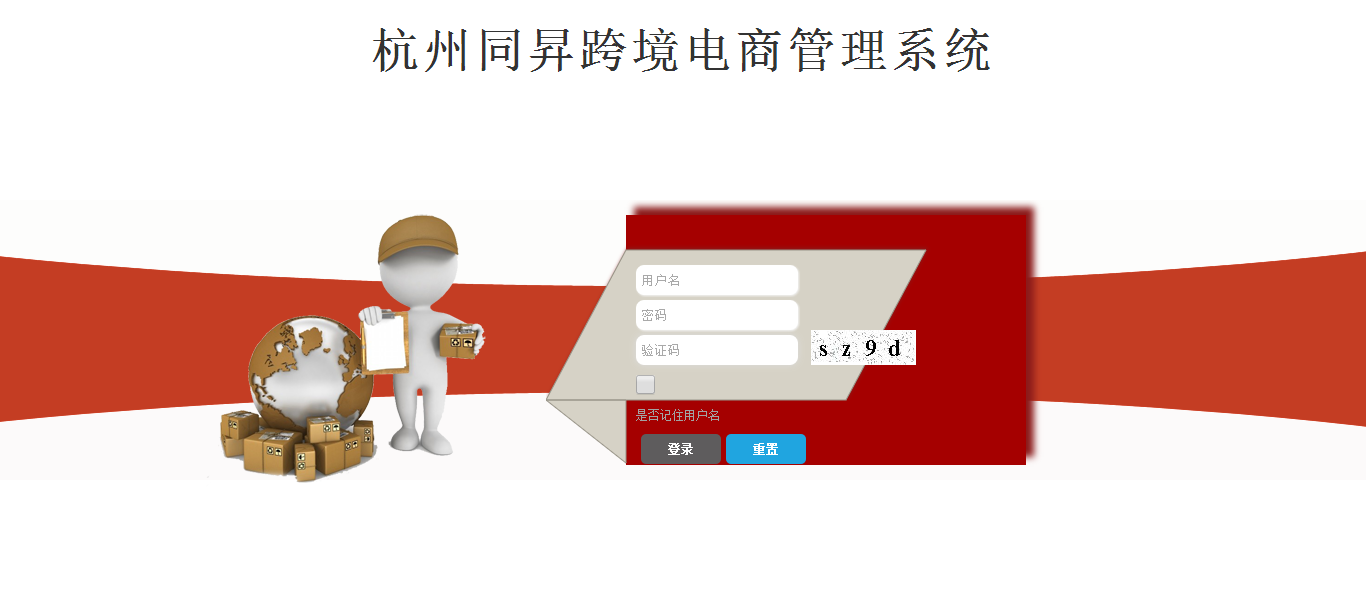 杭州同昇跨境电商管理系统
用户名
密码
验证码
sz9d
是否记住用户名
登录 重置